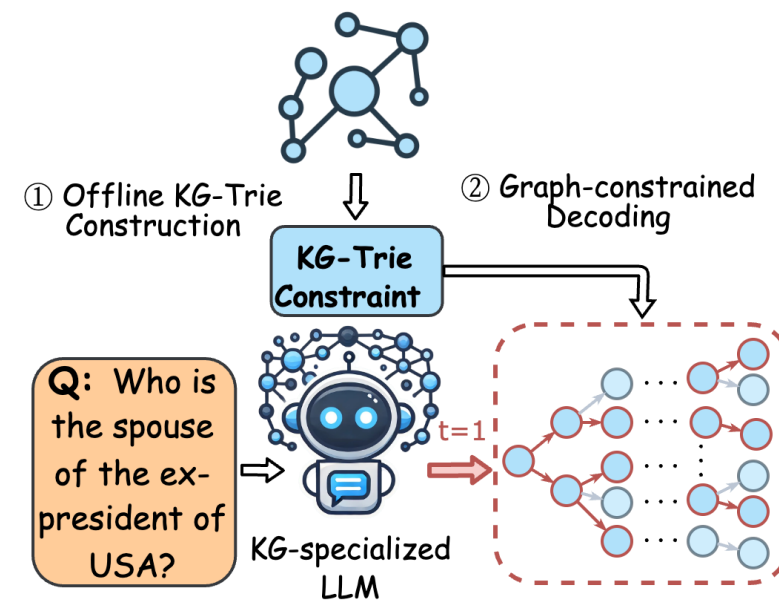 ① Offline KG-Trie
Construction
② Graph-constrained
Decoding
KG-Trie
Constraint
Q: Who is
the spouse
of the ex-
president of
USA?
t=1
KG-specialized
LLM